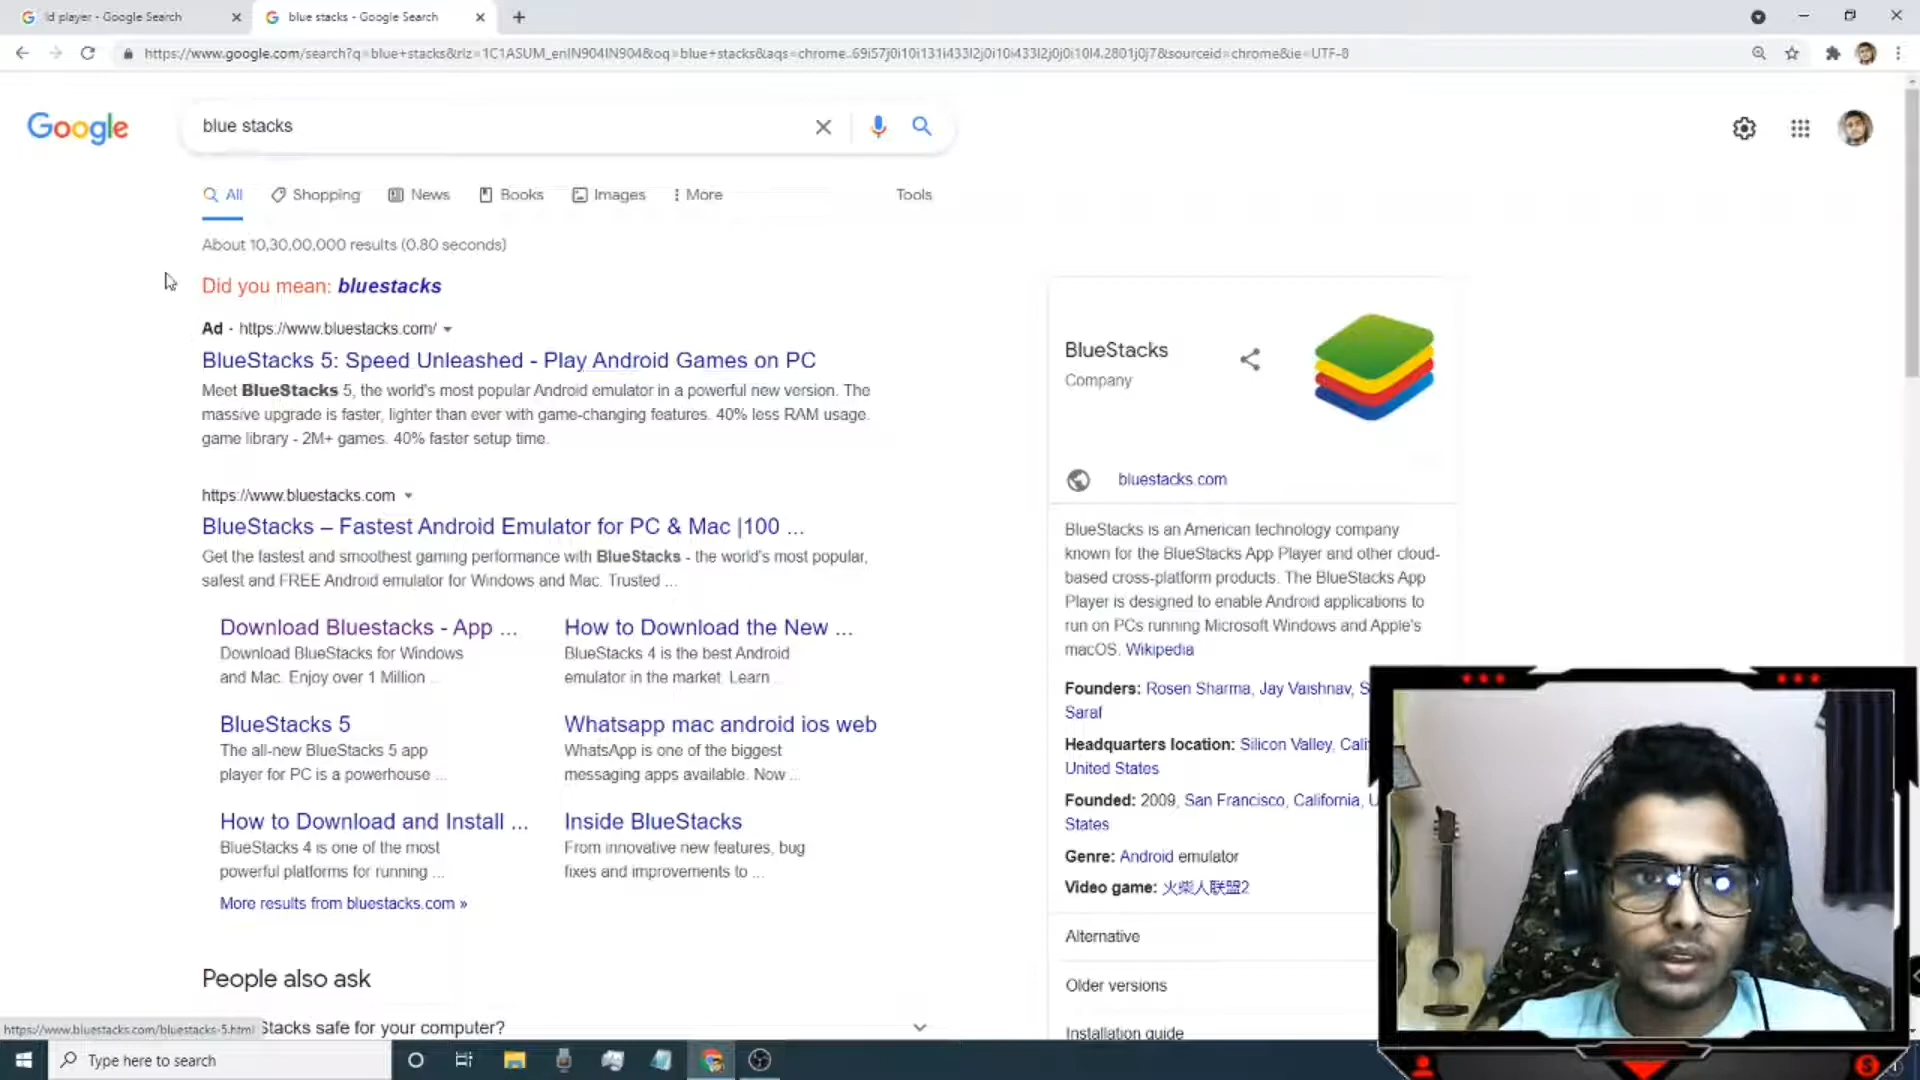 ld player - Google Search
blue stacks - Google Search
https://www.google.com/search?q=blue+stacks&rlz=1C1ASUM_enIN904IN904&oq=blue+stacks&aqs=chrome..69i57j0i10i131i433l2j0i10i433l2j0j0i10l4.2801j0j7&sourceid=chrome&ie=UTF-8
Google
blue stacks
All Shopping News Books Images More Tools
About 10,30,00,000 results (0.80 seconds)
Did you mean: bluestacks
Ad · https://www.bluestacks.com/
BlueStacks 5: Speed Unleashed - Play Android Games on PC
Meet BlueStacks 5, the world's most popular Android emulator in a powerful new version. The
massive upgrade is faster, lighter than ever with game-changing features. 40% less RAM usage.
game library - 2M+ games. 40% faster setup time.
https://www.bluestacks.com
BlueStacks – Fastest Android Emulator for PC & Mac |100 ...
Get the fastest and smoothest gaming performance with BlueStacks - the world's most popular,
safest and FREE Android emulator for Windows and Mac. Trusted ...
Download Bluestacks - App ...
Download BlueStacks for Windows
and Mac. Enjoy over 1 Million ...
How to Download the New ...
BlueStacks 4 is the best Android
emulator in the market. Learn
BlueStacks 5
The all-new BlueStacks 5 app
player for PC is a powerhouse ...
Whatsapp mac android ios web
WhatsApp is one of the biggest
messaging apps available. Now ...
How to Download and Install ...
BlueStacks 4 is one of the most
powerful platforms for running ...
Inside BlueStacks
From innovative new features, bug
fixes and improvements to ...
More results from bluestacks.com »
People also ask
Stacks safe for your computer?
https://www.bluestacks.com/bluestacks-5.html
BlueStacks
Company
bluestacks.com
BlueStacks is an American technology company
known for the BlueStacks App Player and other cloud-
based cross-platform products. The BlueStacks App
Player is designed to enable Android applications to
run on PCs running Microsoft Windows and Apple's
macOS. Wikipedia
Founders: Rosen Sharma, Jay Vaishnav, S
Saraf
Headquarters location: Silicon Valley, Cali
United States
Founded: 2009, San Francisco, California, U
States
Genre: Android emulator
Video game: 火柴人联盟2
Alternative
Older versions
Installation guide
Type here to search